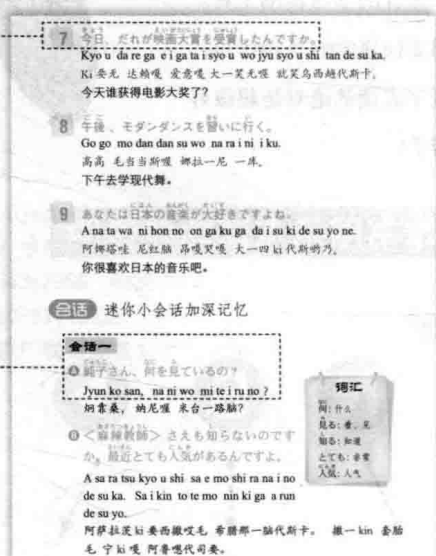 7 今日、だれが映画大賞を受賞したんですか。
Kyo u da re ga e i ga ta i syo u wo jyu syo u shi tan de su ka.
Ki 要无 达赖嘎 爱意嘎 大一笑无喔 就笑乌西趟代斯卡。
今天谁获得电影大奖了?
8 午後、モダンダンスを習いに行く。
Go go mo dan dan su wo na ra i ni i ku.
高高 毛当当斯喔 娜拉一尼 一库。
下午去学现代舞。
9 あなたは日本の音楽が大好きですよね。
A na ta wa ni hon no on ga ku ga da i su ki de su yo ne.
阿娜塔哇 尼红脑 昂嘎哭嘎 大一四 ki 代斯哟乃。
你很喜欢日本的音乐吧。
会话 迷你小会话加深记忆
会话一
A 純子さん、何を見ているの?
Jyun ko san, na ni wo mi te i ru no ?
炯靠桑， 纳尼喔 米台一路脑?
B <麻辣教師> さえも知らないのです
か。最近とても人気があるんですよ。
A sa ra tsu kyo u shi sa e mo shi ra na i no
de su ka. Sa i kin to te mo nin ki ga a run
de su yo.
阿萨拉茨 ki 要西撒哎毛 希腊那一脑代斯卡。 撒一 kin 套胎
毛 宁 ki 嘎 阿鲁嗯代司要。
词汇
何: 什么
見る: 看, 见
知る: 知道
とても: 非常
人気: 人气